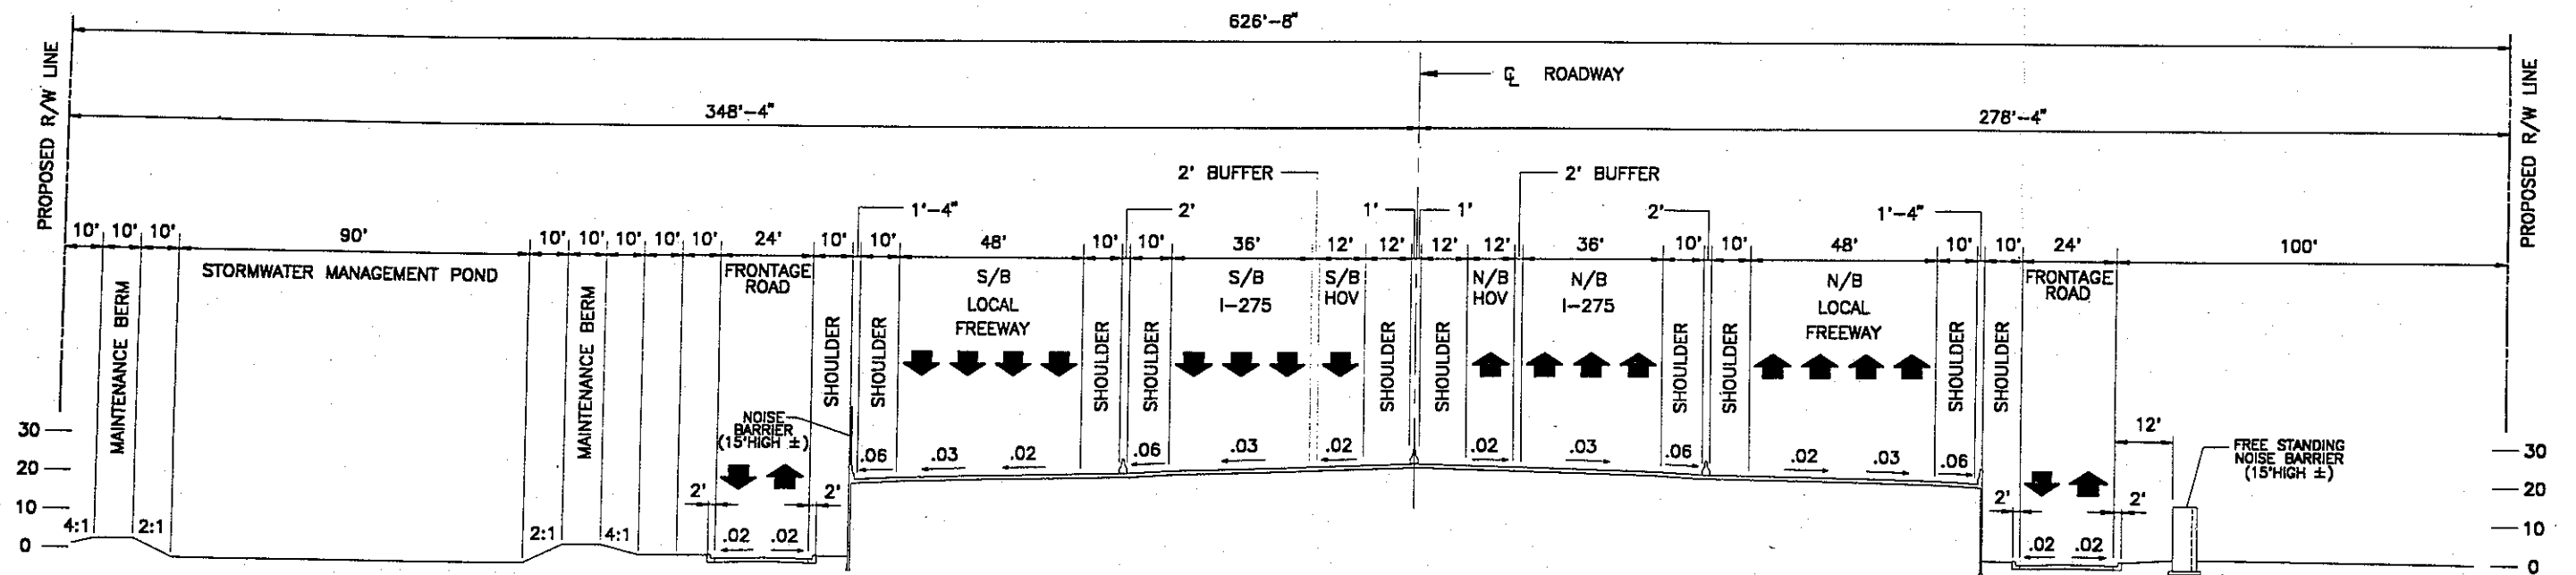 626'-8"
℄ ROADWAY
348'-4"
278'-4"
PROPOSED R/W LINE
PROPOSED R/W LINE
2' BUFFER
2' BUFFER
1'-4"
2'
1'
1'
2'
1'-4"
10' 10' 10' 90' 10' 10' 10' 10' 10' 24' 10' 10' 48' 10' 10' 36' 12' 12' 12' 12' 36' 10' 10' 48' 10' 10' 24' 100'
MAINTENANCE BERM
STORMWATER MANAGEMENT POND
MAINTENANCE BERM
FRONTAGE
ROAD
SHOULDER
SHOULDER
S/B
LOCAL
FREEWAY
SHOULDER
SHOULDER
S/B
I-275
S/B
HOV
SHOULDER
SHOULDER
N/B
HOV
N/B
I-275
SHOULDER
SHOULDER
N/B
LOCAL
FREEWAY
SHOULDER
SHOULDER
FRONTAGE
ROAD
NOISE
BARRIER
(15'HIGH ±)
12'
FREE STANDING
NOISE BARRIER
(15'HIGH ±)
.06 .03 .02 .06 .03 .02 .02 .03 .06 .02 .03 .06
30
20
10
0
30
20
10
0
2' 2'
2' 2'
4:1 2:1 2:1 4:1 .02 .02
.02 .02